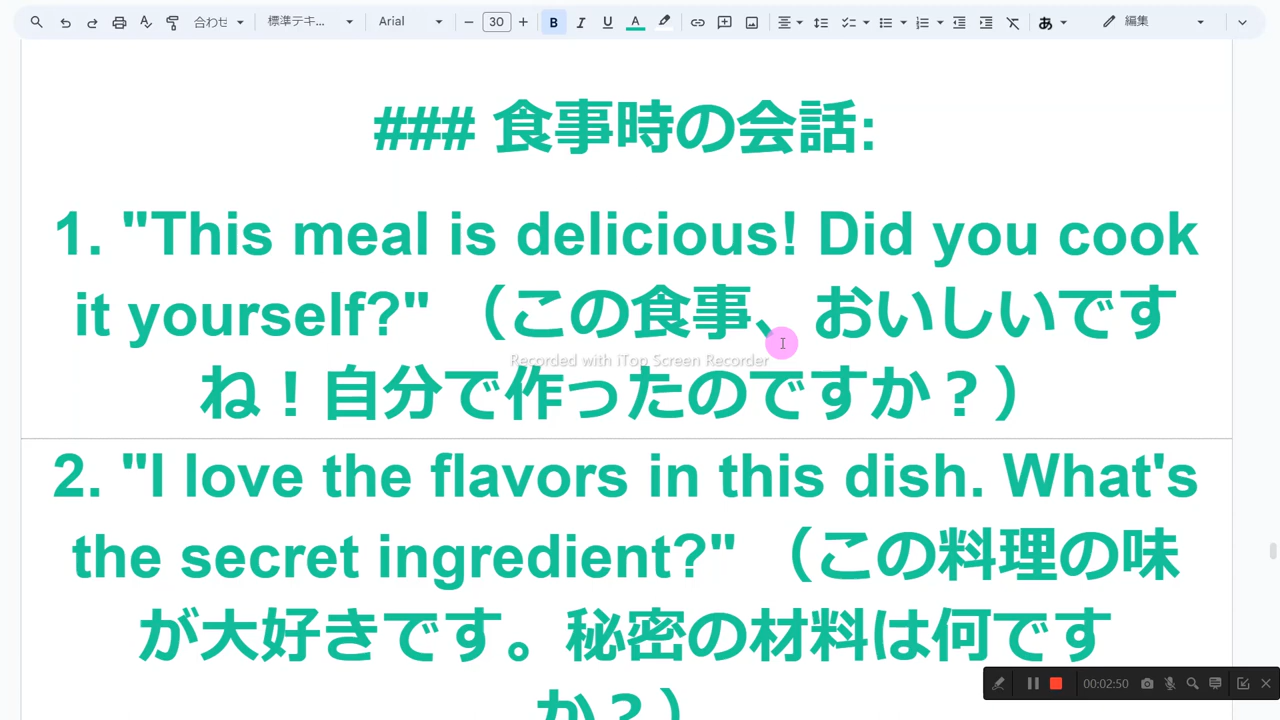 合わせ
標準テキ...
Arial
30
B
I
U
A
あ
編集
### 食事時の会話:
1. "This meal is delicious! Did you cook
it yourself?" （この食事、おいしいです
ね！自分で作ったのですか？）
Recorded with iTop Screen Recorder
2. "I love the flavors in this dish. What's
the secret ingredient?" （この料理の味
が大好きです。秘密の材料は何です
か？）
00:02:50